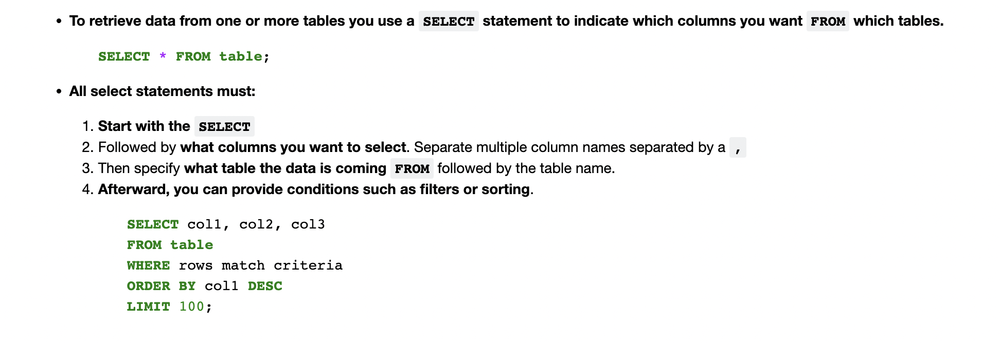 • To retrieve data from one or more tables you use a SELECT statement to indicate which columns you want FROM which tables.
SELECT * FROM table;
• All select statements must:
1. Start with the SELECT
2. Followed by what columns you want to select. Separate multiple column names separated by a ,
3. Then specify what table the data is coming FROM followed by the table name.
4. Afterward, you can provide conditions such as filters or sorting.
SELECT col1, col2, col3
FROM table
WHERE rows match criteria
ORDER BY col1 DESC
LIMIT 100;